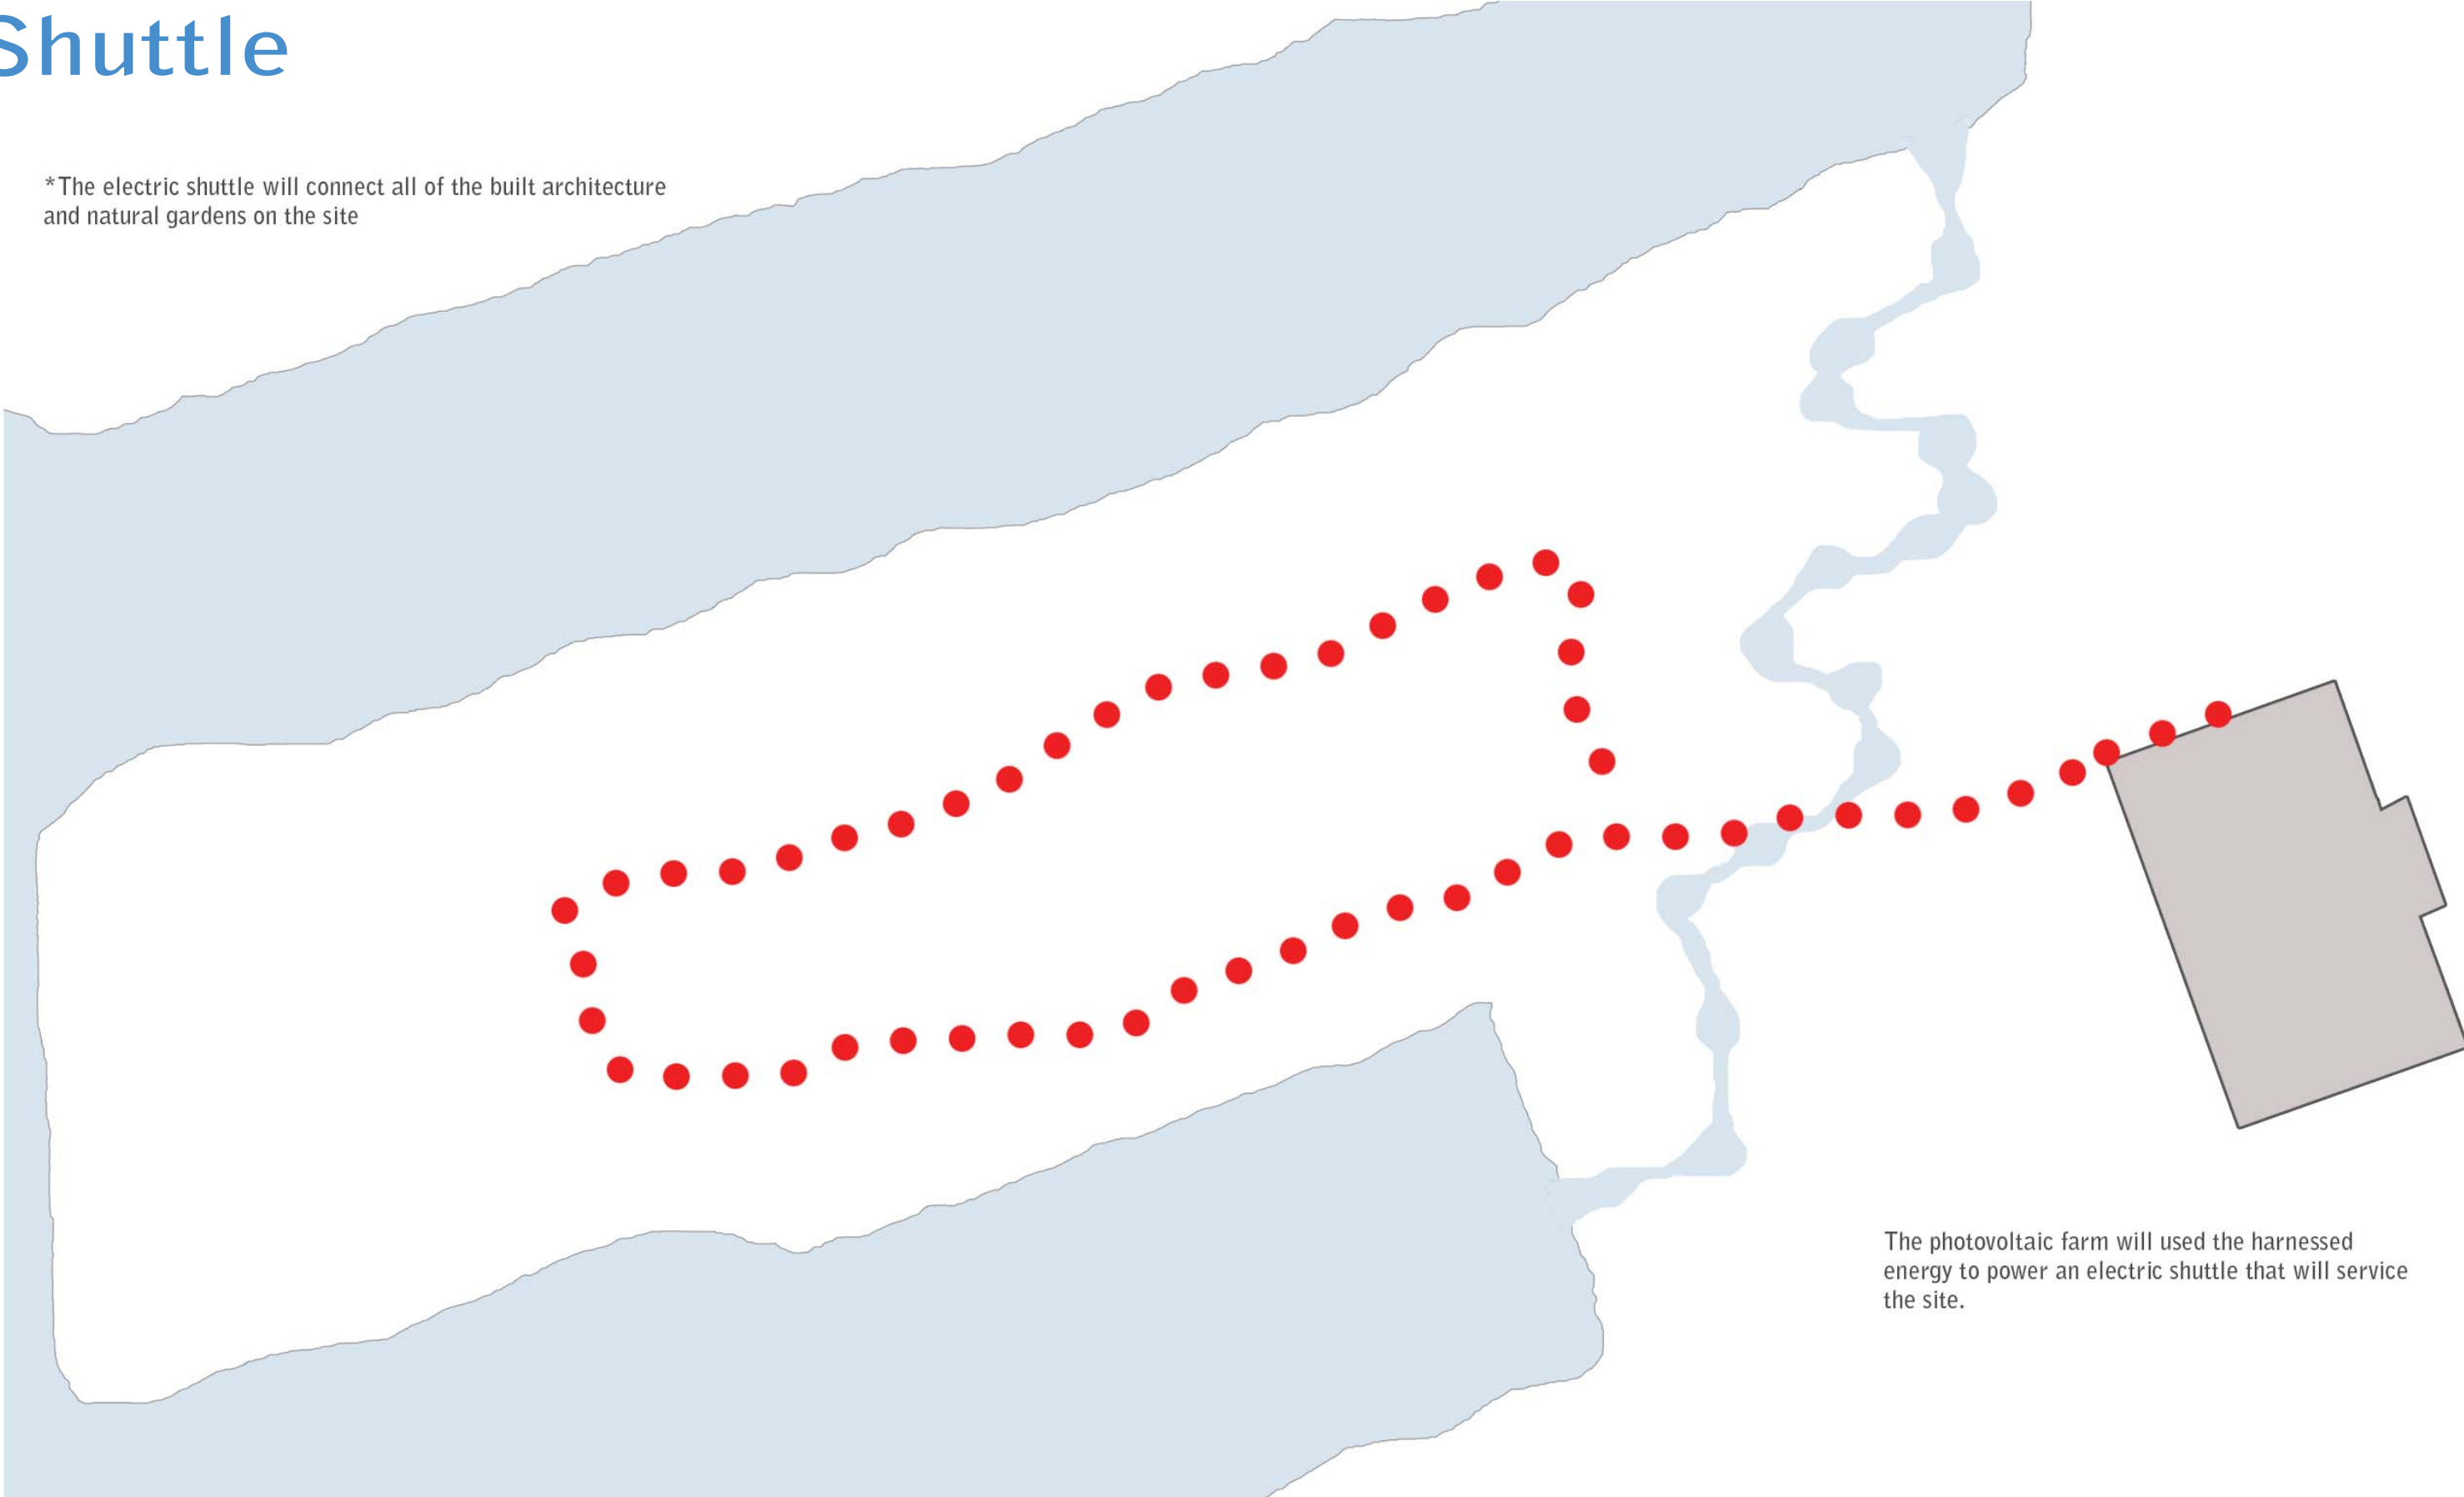 Shuttle
*The electric shuttle will connect all of the built architecture
and natural gardens on the site
The photovoltaic farm will used the harnessed
energy to power an electric shuttle that will service
the site.